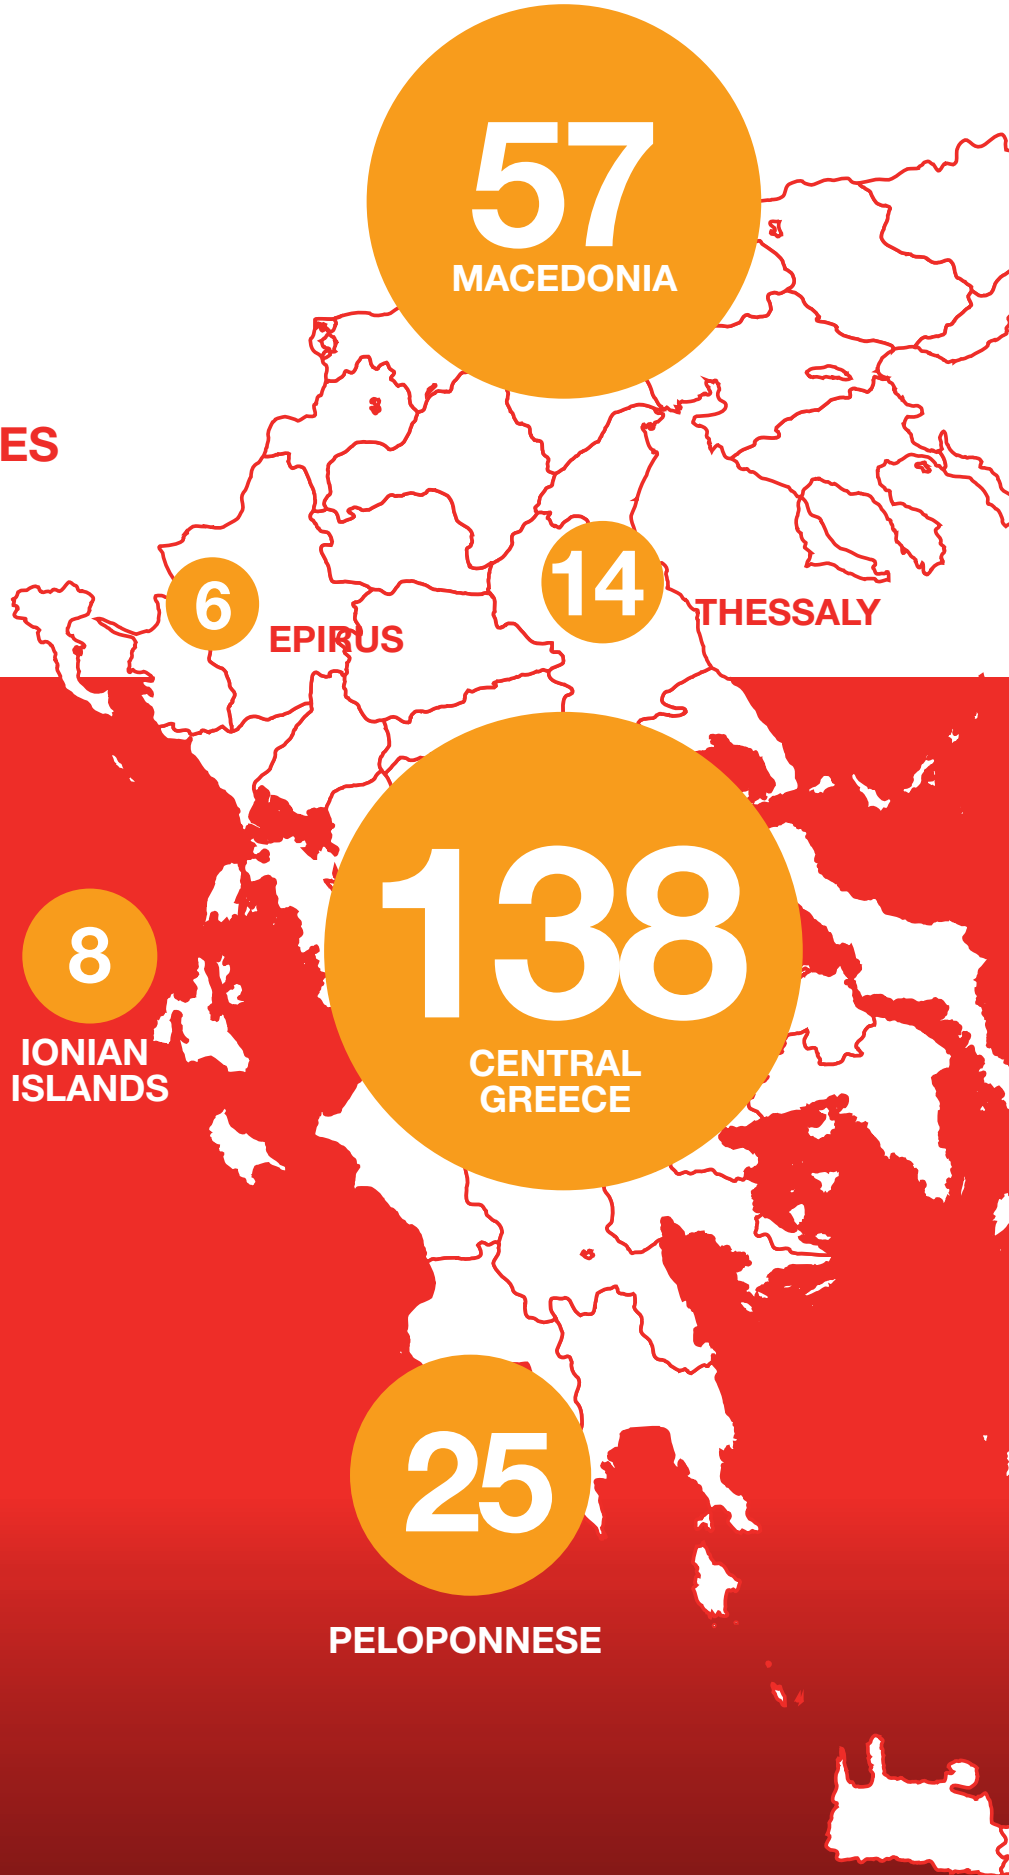 57
MACEDONIA
ES
14
THESSALY
6
EPIRUS
138
CENTRAL
GREECE
8
IONIAN
ISLANDS
25
PELOPONNESE